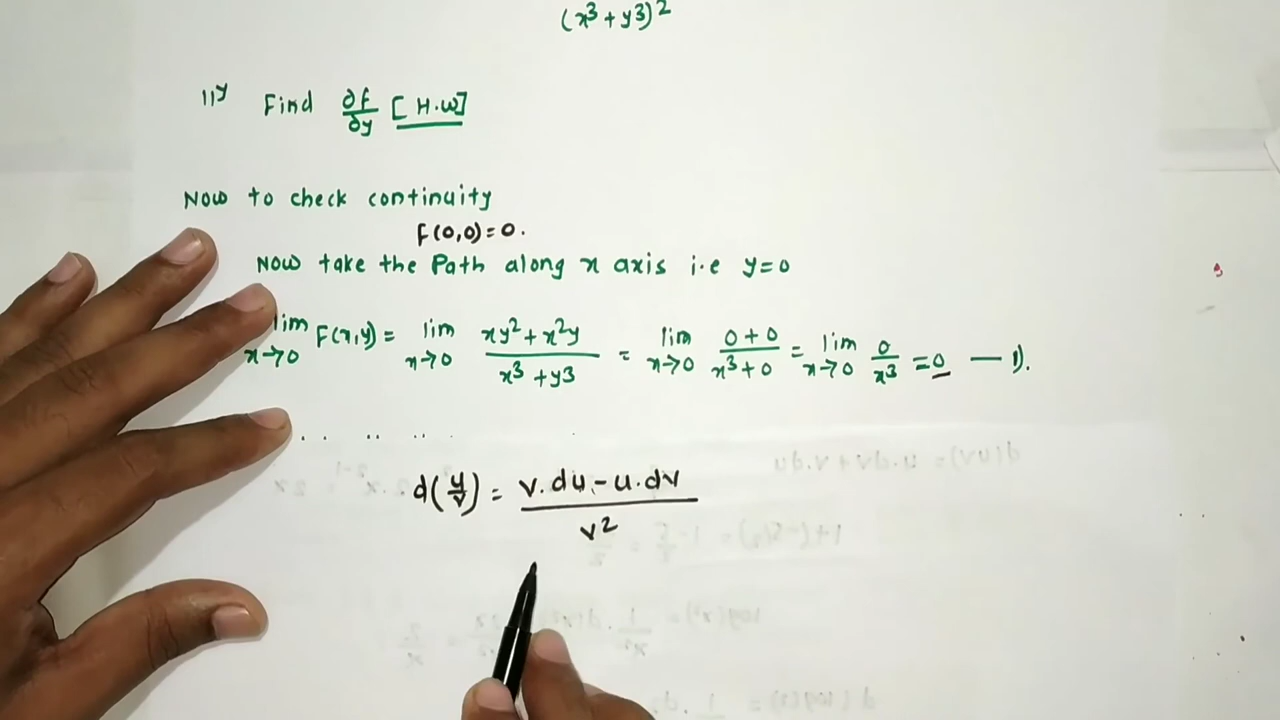 (x³ + y3)²
111y Find ∂F/∂y [H.W]
Now to check continuity
F(0,0) = 0.
Now take the Path along x axis i.e y=0
lim x→0 F(x,y) = lim x→0 (xy² + x²y)/(x³ + y3) = lim x→0 (0 + 0)/(x³ + 0) = lim x→0 0/x³ = 0 — 1).
d(u/v) = (v.du - u.dv)/v²